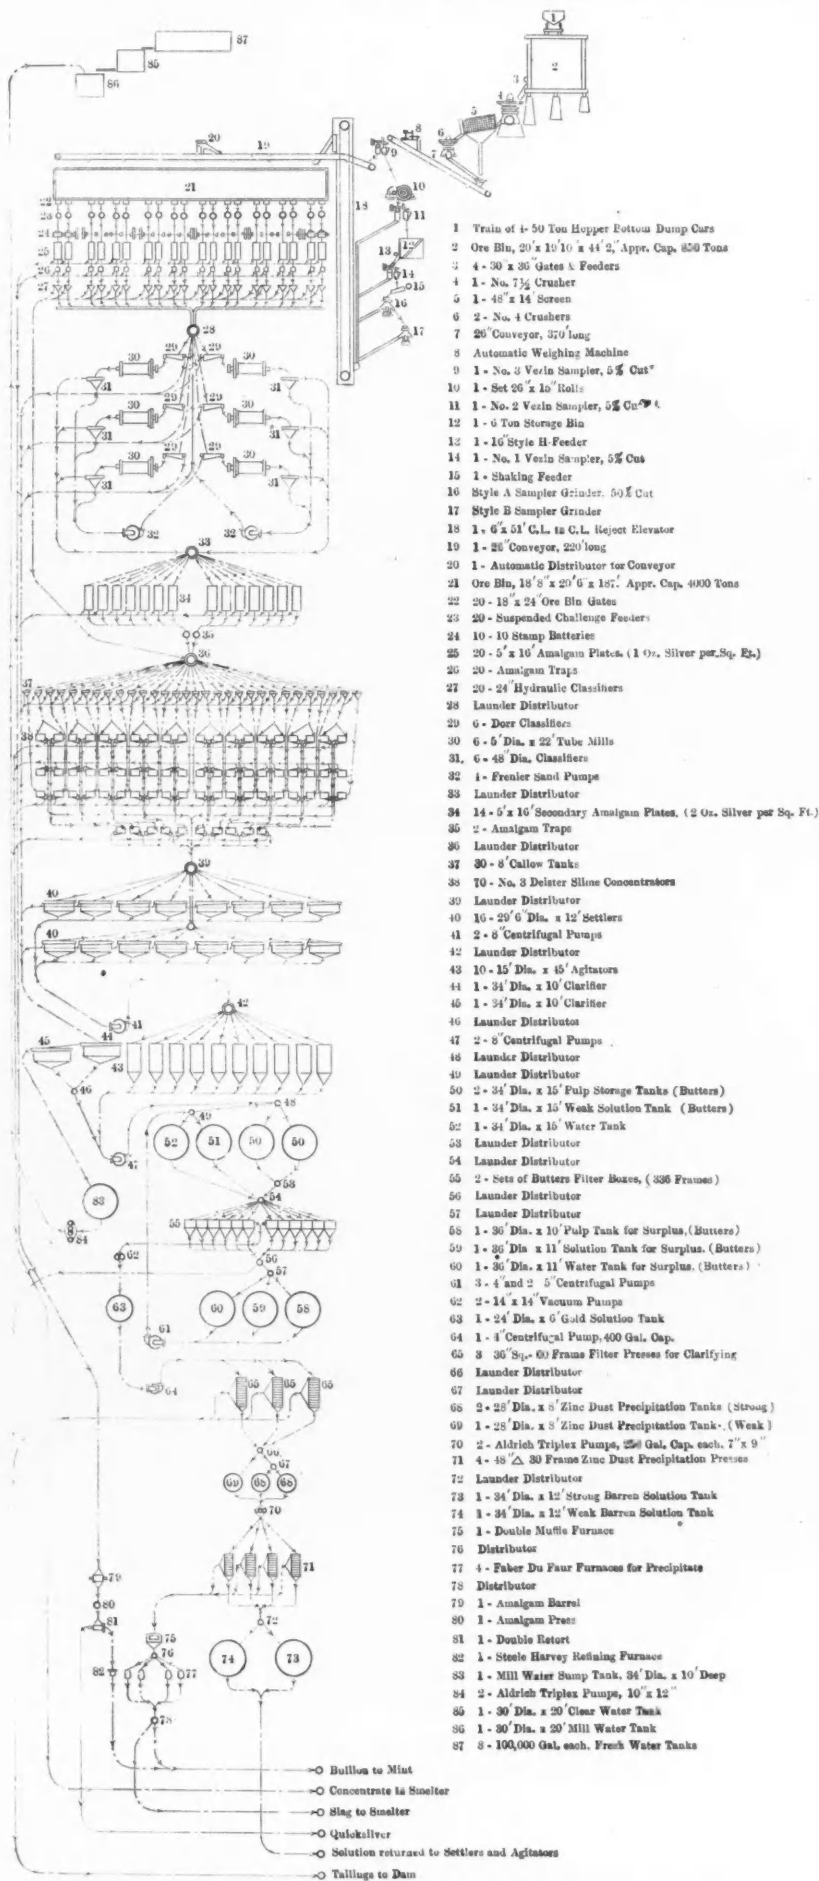 1 Train of 4-50 Ton Hopper Bottom Dump Cars
2 Ore Bin, 20' x 19'10" x 44'2," Appr. Cap. 850 Tons
3 4 - 30" x 36" Gates & Feeders
4 1 - No. 7½ Crusher
5 1 - 48" x 14' Screen
6 2 - No. 4 Crushers
7 26" Conveyor, 370' long
8 Automatic Weighing Machine
9 1 - No. 3 Vezin Sampler, 5% Cut
10 1 - Set 26" x 15" Rolls
11 1 - No. 2 Vezin Sampler, 5% Cut
12 1 - 6 Ton Storage Bin
13 1 - 16" Style H-Feeder
14 1 - No. 1 Vezin Sampler, 5% Cut
15 1 - Shaking Feeder
16 Style A Sampler Grinder. 50% Cut
17 Style B Sampler Grinder
18 1 - 6" x 51' C.L. to C.L. Reject Elevator
19 1 - 26" Conveyor, 220' long
20 1 - Automatic Distributor for Conveyor
21 Ore Bin, 18'8" x 20'6" x 187.' Appr. Cap. 4000 Tons
22 20 - 18" x 24" Ore Bin Gates
23 20 - Suspended Challenge Feeders
24 10 - 10 Stamp Batteries
25 20 - 5' x 16' Amalgam Plates. (1 Oz. Silver per Sq. Ft.)
26 20 - Amalgam Traps
27 20 - 24" Hydraulic Classifiers
28 Launder Distributor
29 6 - Dorr Classifiers
30 6 - 5' Dia. x 22' Tube Mills
31. 6 - 48" Dia. Classifiers
32 4 - Frenier Sand Pumps
33 Launder Distributor
34 14 - 5' x 16' Secondary Amalgam Plates. (2 Oz. Silver per Sq. Ft.)
35 2 - Amalgam Traps
36 Launder Distributor
37 30 - 8' Callow Tanks
38 70 - No. 3 Deister Slime Concentrators
39 Launder Distributor
40 16 - 29'6" Dia. x 12' Settlers
41 2 - 8" Centrifugal Pumps
42 Launder Distributor
43 10 - 15' Dia. x 45' Agitators
44 1 - 34' Dia. x 10' Clarifier
45 1 - 34' Dia. x 10' Clarifier
46 Launder Distributor
47 2 - 8" Centrifugal Pumps
48 Launder Distributor
49 Launder Distributor
50 2 - 34' Dia. x 15' Pulp Storage Tanks (Butters)
51 1 - 34' Dia. x 15' Weak Solution Tank (Butters)
52 1 - 34' Dia. x 15' Water Tank
53 Launder Distributor
54 Launder Distributor
55 2 - Sets of Butters Filter Boxes, (336 Frames)
56 Launder Distributor
57 Launder Distributor
58 1 - 36' Dia. x 10' Pulp Tank for Surplus, (Butters)
59 1 - 36' Dia x 11' Solution Tank for Surplus. (Butters)
60 1 - 36' Dia. x 11' Water Tank for Surplus. (Butters)
61 3 - 4" and 2 5" Centrifugal Pumps
62 2 - 14" x 14" Vacuum Pumps
63 1 - 24' Dia. x 6' Gold Solution Tank
64 1 - 4" Centrifugal Pump, 400 Gal. Cap.
65 3 36" Sq. - 60 Frame Filter Presses for Clarifying
66 Launder Distributor
67 Launder Distributor
68 2 - 28' Dia. x 8' Zinc Dust Precipitation Tanks (Strong)
69 1 - 28' Dia. x 8' Zinc Dust Precipitation Tank. (Weak)
70 2 - Aldrich Triplex Pumps, Gal. Cap. each. 7" x 9"
71 4 - 48" △ 30 Frame Zinc Dust Precipitation Presses
72 Launder Distributor
73 1 - 34' Dia. x 12' Strong Barren Solution Tank
74 1 - 34' Dia. x 12' Weak Barren Solution Tank
75 1 - Double Muffle Furnace
76 Distributor
77 4 - Faber Du Faur Furnaces for Precipitate
78 Distributor
79 1 - Amalgam Barrel
80 1 - Amalgam Press
81 1 - Double Retort
82 1 - Steele Harvey Refining Furnace
83 1 - Mill Water Sump Tank, 34' Dia. x 10' Deep
84 2 - Aldrich Triplex Pumps, 10" x 12"
85 1 - 30' Dia. x 20' Clear Water Tank
86 1 - 30' Dia. x 20' Mill Water Tank
87 8 - 100,000 Gal. each. Fresh Water Tanks
Bullion to Mint
Concentrate to Smelter
Slag to Smelter
Quicksilver
Solution returned to Settlers and Agitators
Tailings to Dam